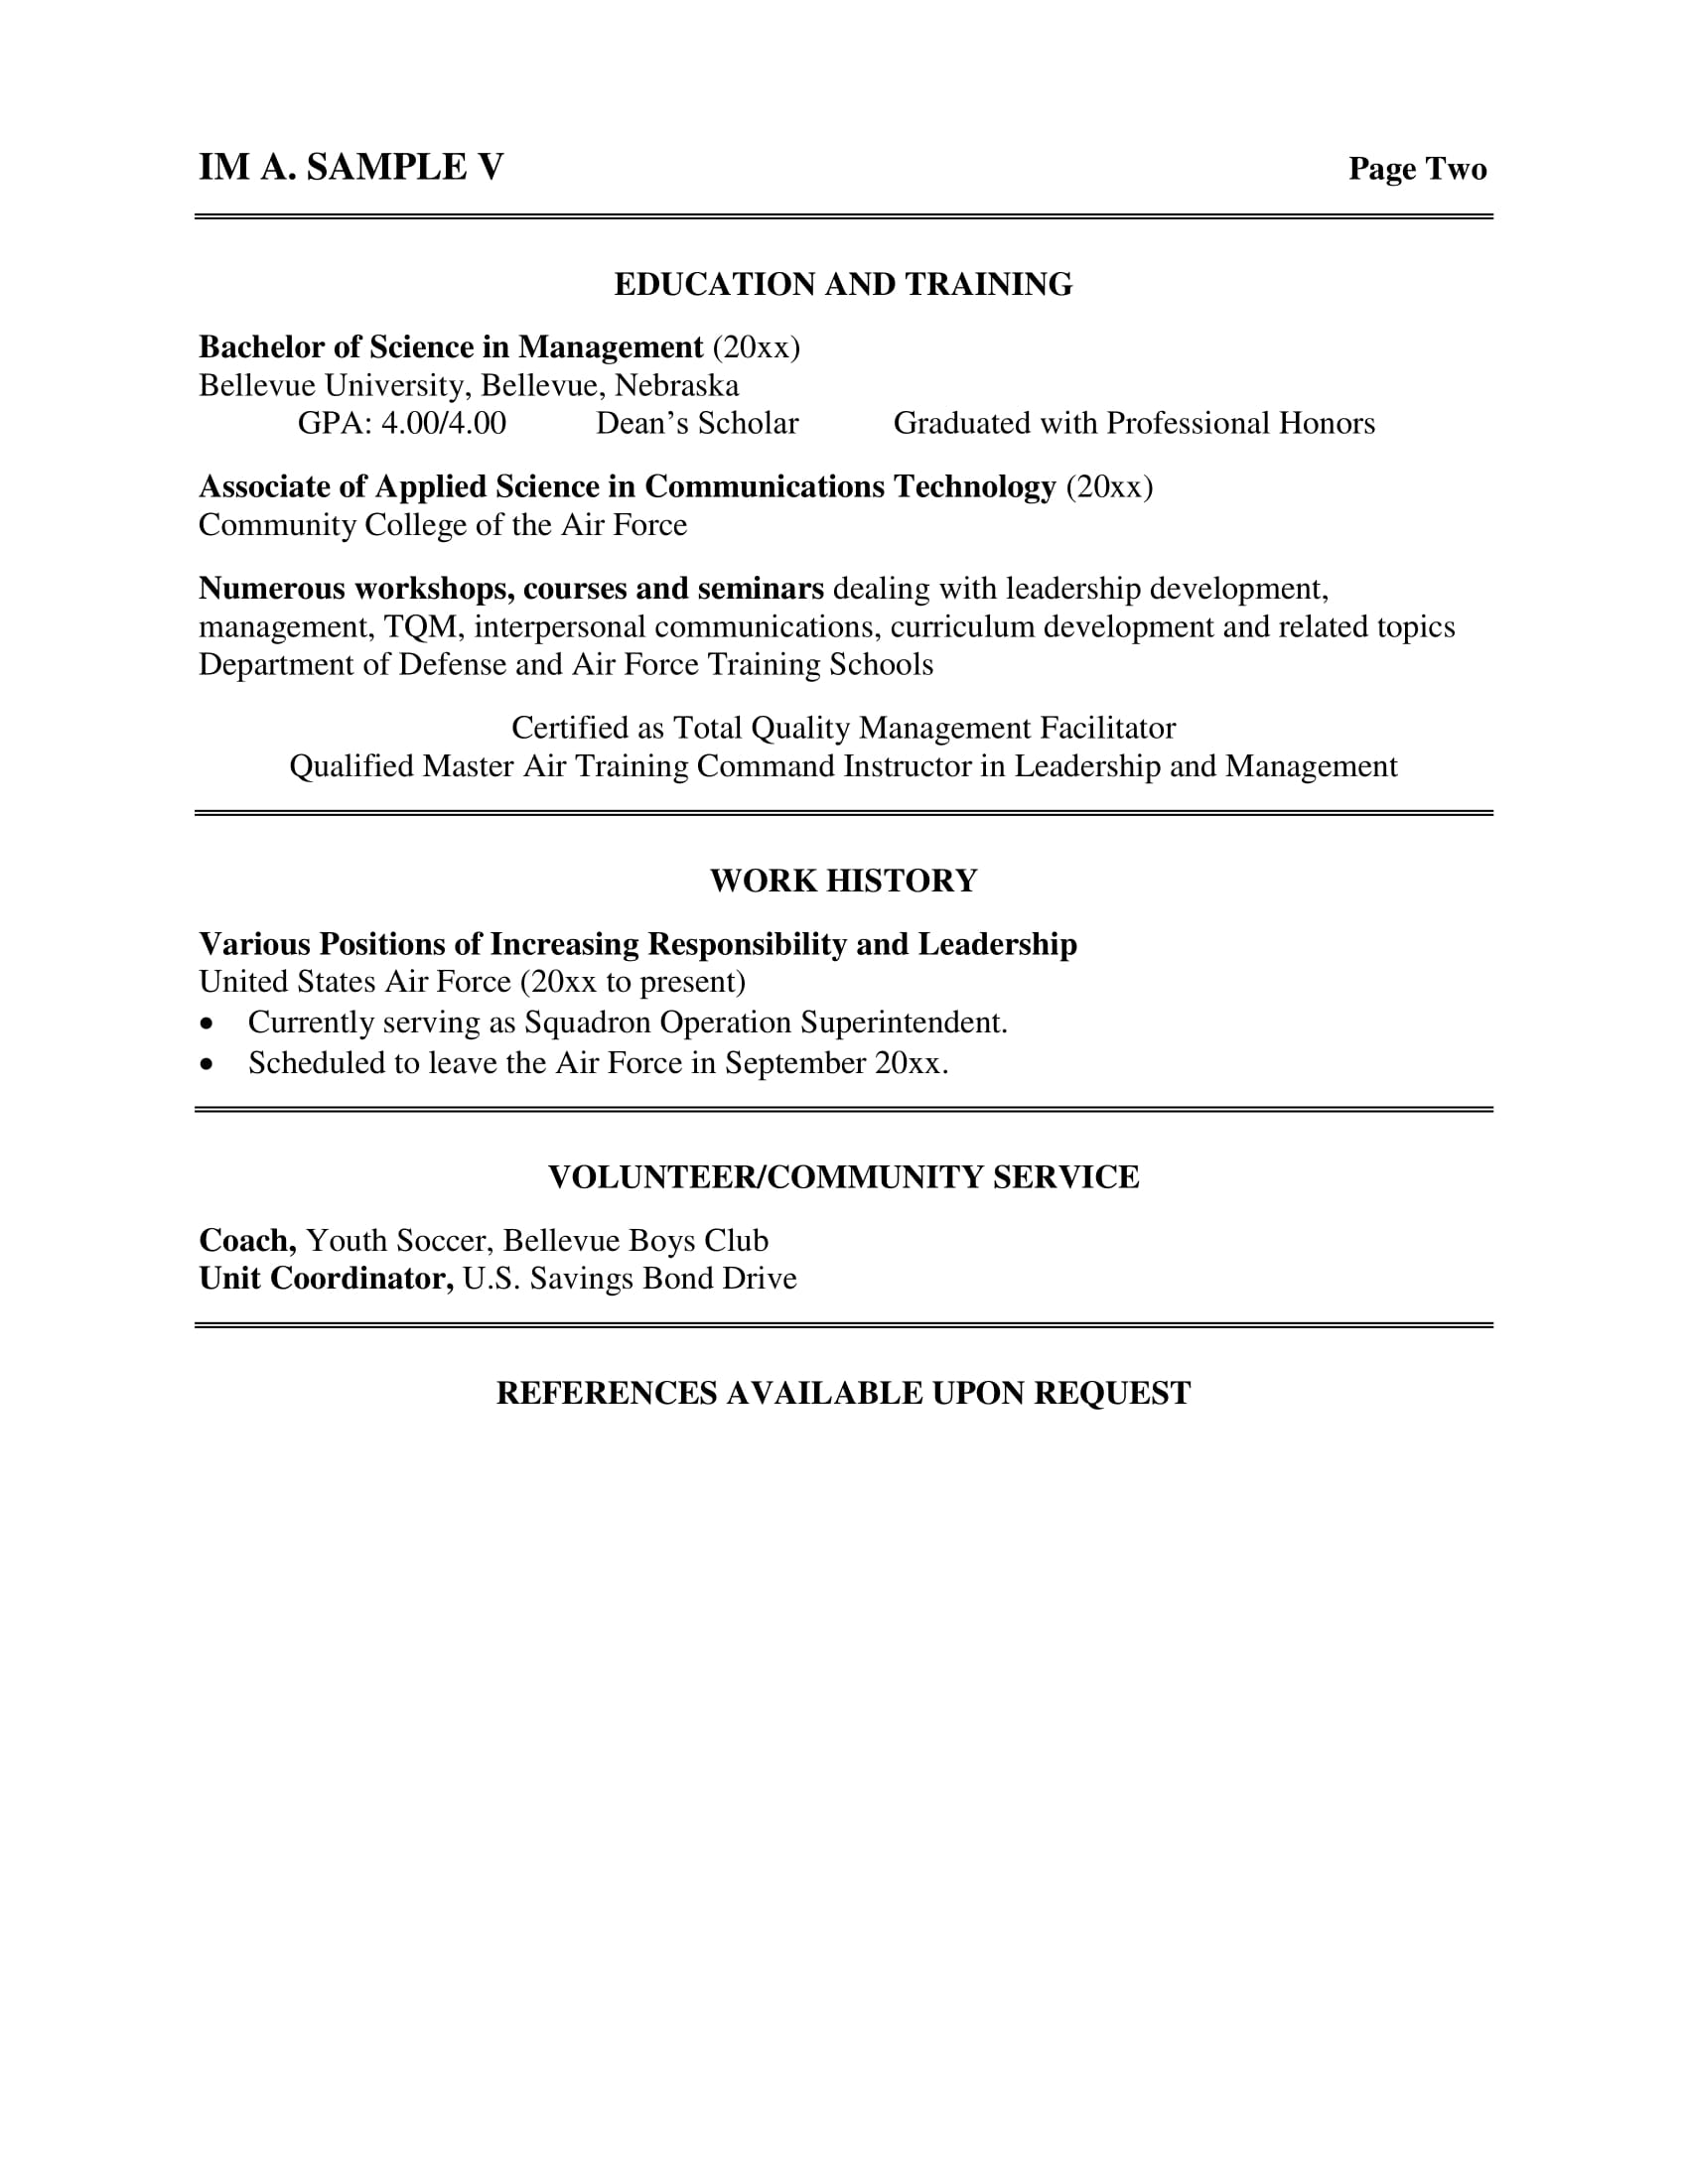 IM A. SAMPLE V Page Two
EDUCATION AND TRAINING
Bachelor of Science in Management (20xx)
Bellevue University, Bellevue, Nebraska
GPA: 4.00/4.00 Dean’s Scholar Graduated with Professional Honors
Associate of Applied Science in Communications Technology (20xx)
Community College of the Air Force
Numerous workshops, courses and seminars dealing with leadership development,
management, TQM, interpersonal communications, curriculum development and related topics
Department of Defense and Air Force Training Schools
Certified as Total Quality Management Facilitator
Qualified Master Air Training Command Instructor in Leadership and Management
WORK HISTORY
Various Positions of Increasing Responsibility and Leadership
United States Air Force (20xx to present)
• Currently serving as Squadron Operation Superintendent.
• Scheduled to leave the Air Force in September 20xx.
VOLUNTEER/COMMUNITY SERVICE
Coach, Youth Soccer, Bellevue Boys Club
Unit Coordinator, U.S. Savings Bond Drive
REFERENCES AVAILABLE UPON REQUEST